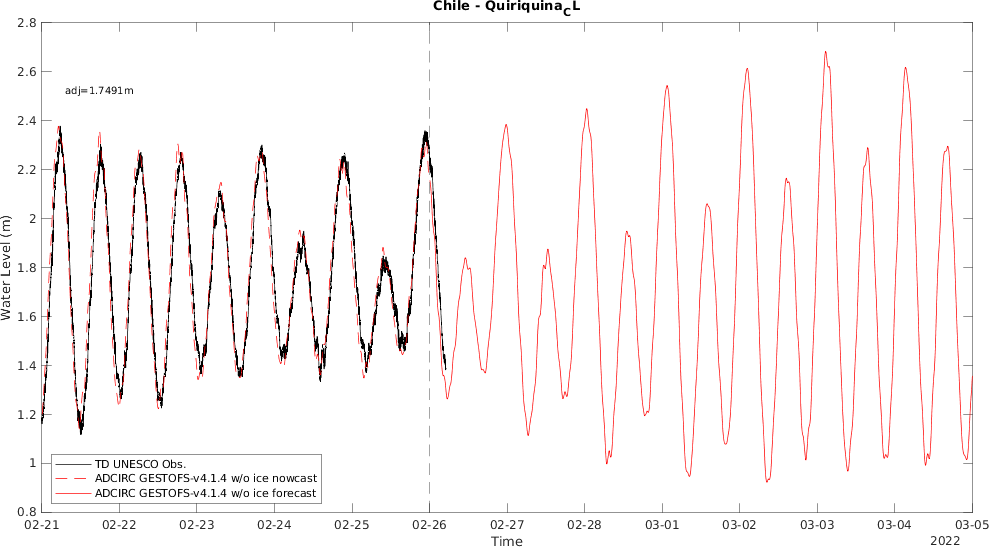 Chile - Quiriquina_CL
2.8
2.6
2.4
2.2
2
1.8
1.6
1.4
1.2
1
0.8
Water Level (m)
adj=1.7491m
TD UNESCO Obs.
ADCIRC GESTOFS-v4.1.4 w/o ice nowcast
ADCIRC GESTOFS-v4.1.4 w/o ice forecast
02-21 02-22 02-23 02-24 02-25 02-26 02-27 02-28 03-01 03-02 03-03 03-04 03-05
Time
2022